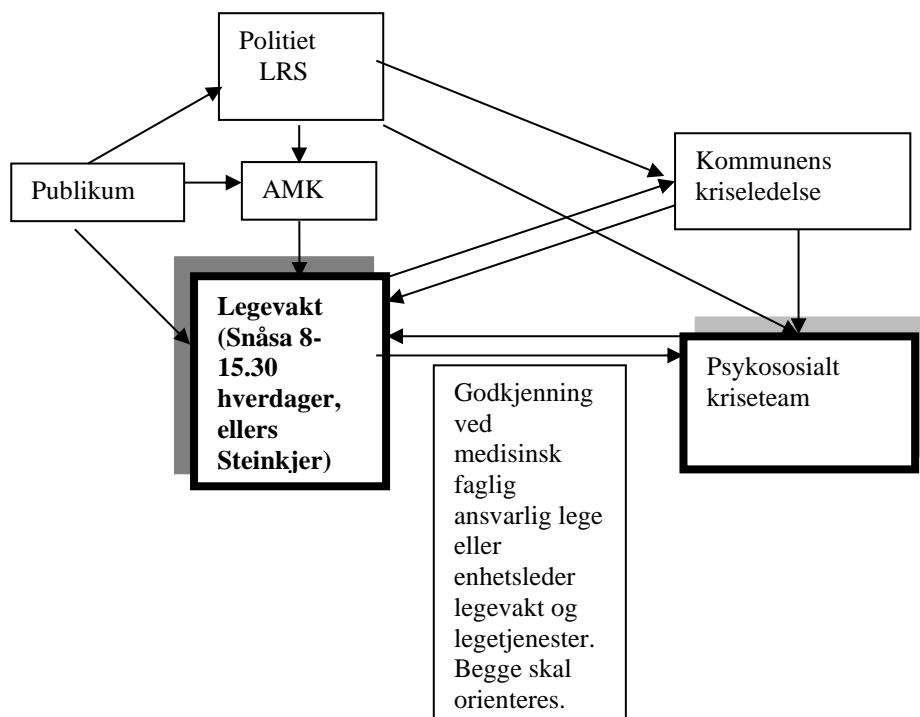 Politiet
LRS
Publikum
AMK
Kommunens
kriseledelse
Legevakt
(Snåsa 8-
15.30
hverdager,
ellers
Steinkjer)
Godkjenning
ved
medisinsk
faglig
ansvarlig lege
eller
enhetsleder
legevakt og
legetjenester.
Begge skal
orienteres.
Psykososialt
kriseteam